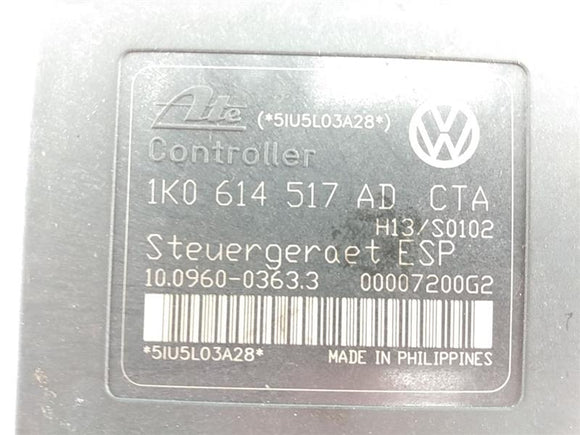 Ate (*5IU5L03A28*)
Controller
1K0 614 517 AD CTA
H13/S0102
Steuergeraet ESP
10.0960-0363.3 00007200G2
*5IU5L03A28* MADE IN PHILIPPINES